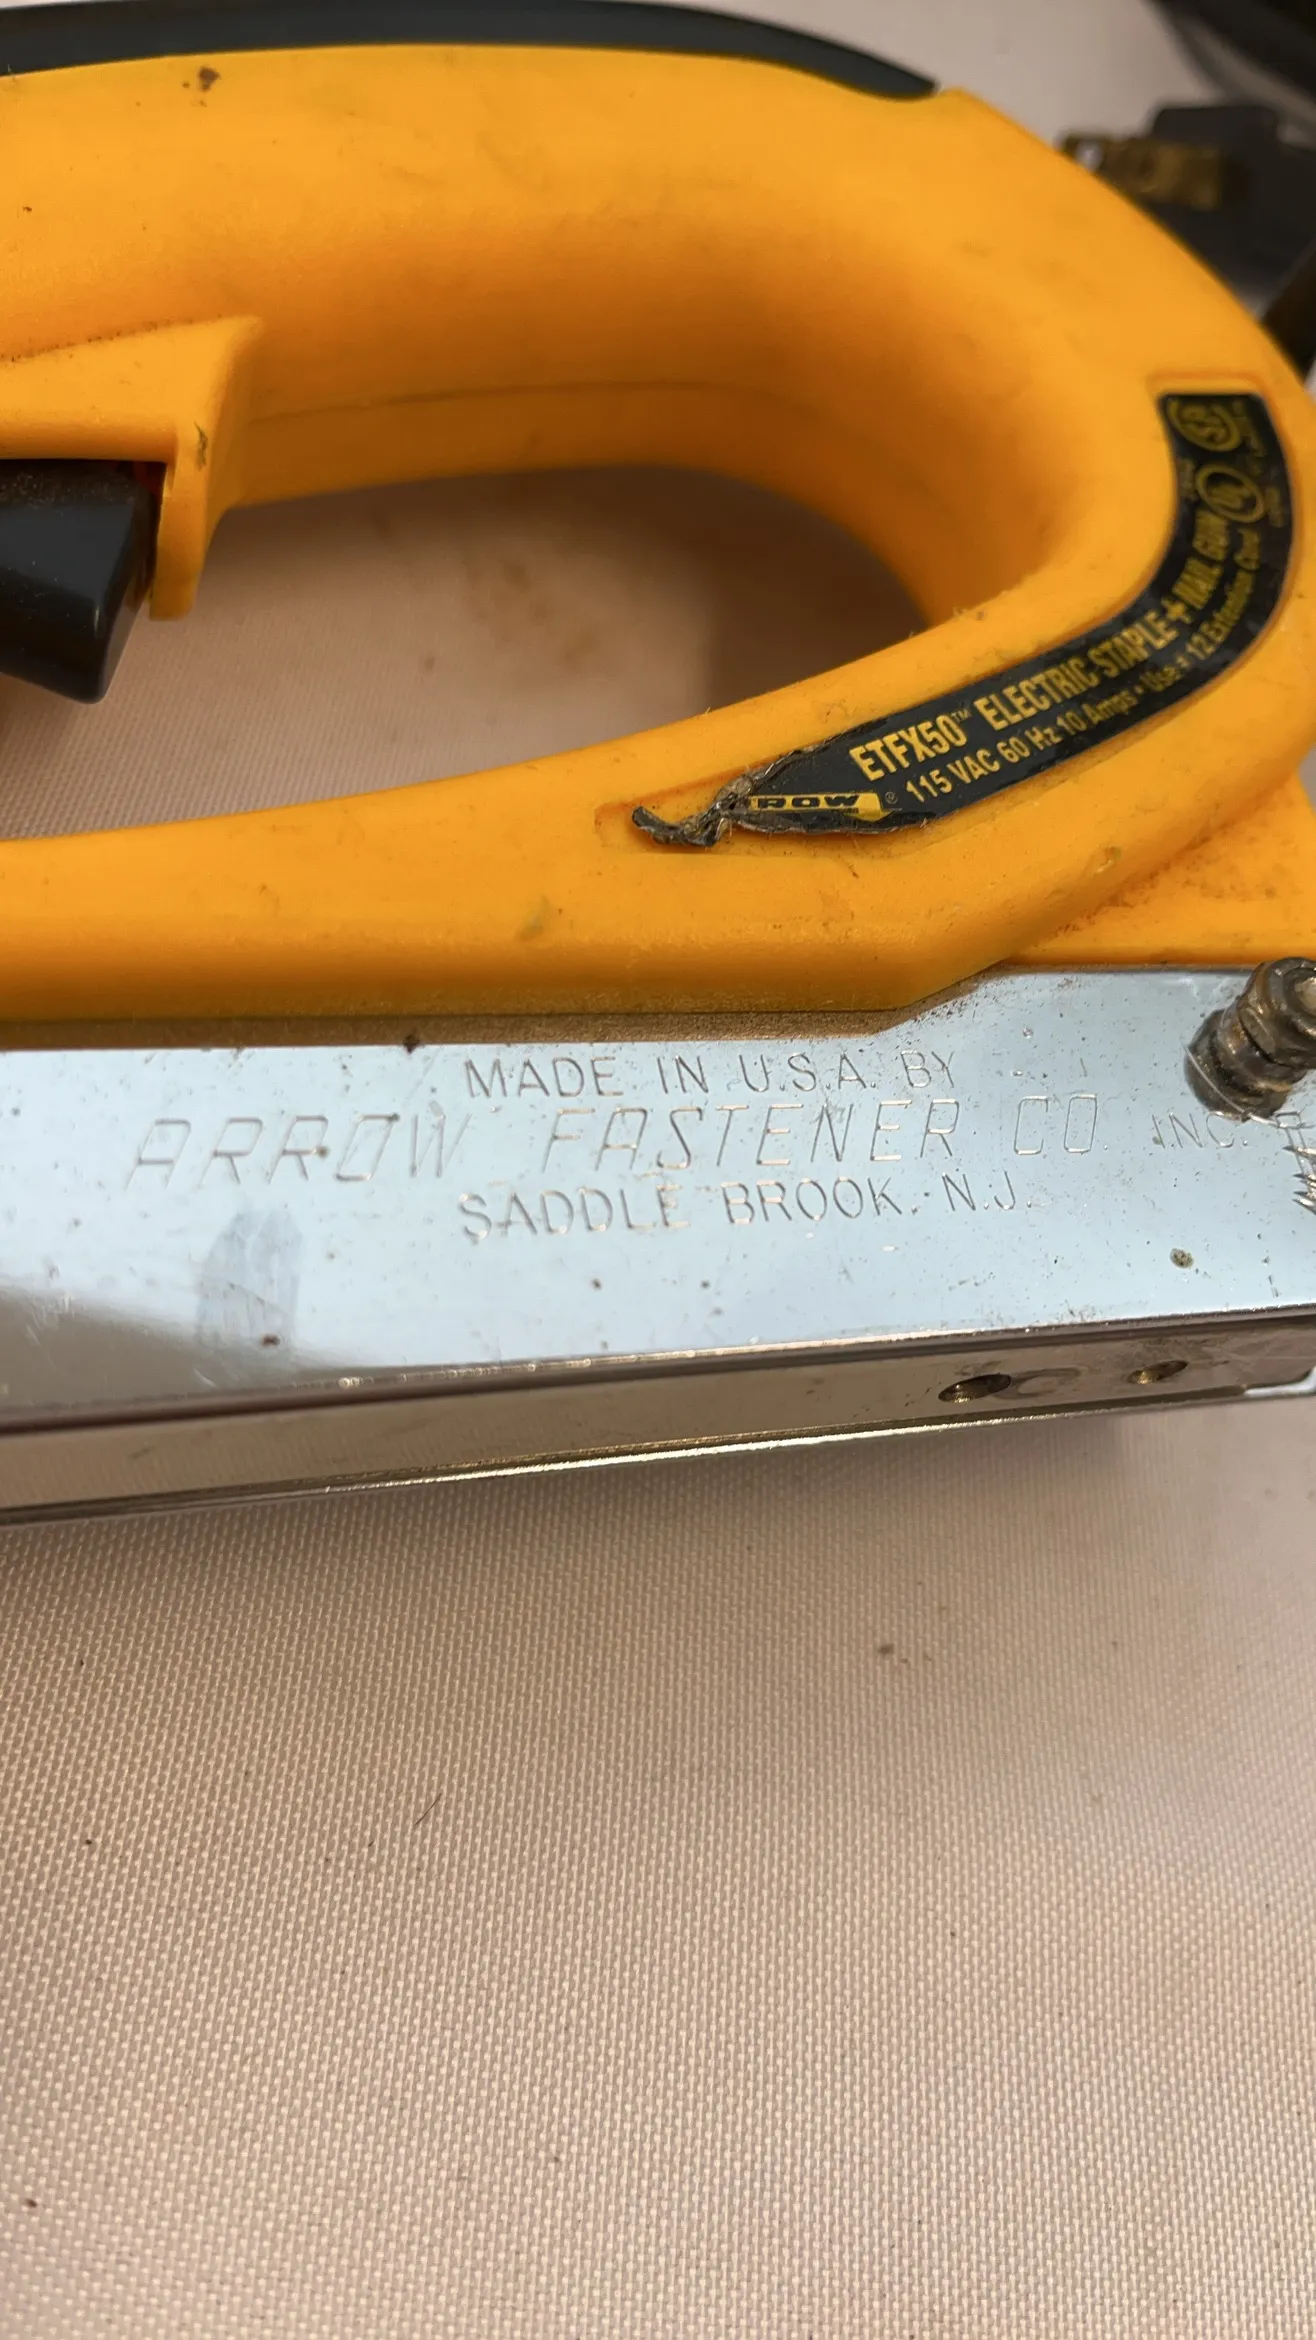 ETFX50™ ELECTRIC STAPLE + NAIL GUN
ROW ® 115 VAC 60 Hz 10 Amps • Use # 12 Extension Cord
UL
MADE IN U.S.A. BY
ARROW FASTENER CO. INC.
SADDLE BROOK, N.J.